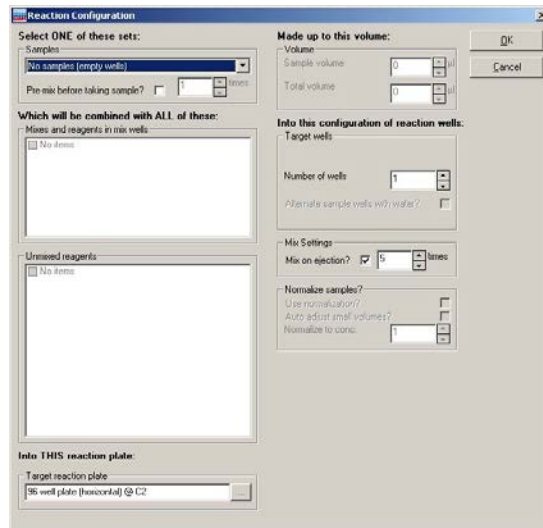 Reaction Configuration
Select ONE of these sets:
Samples
No samples (empty wells)
Pre-mix before taking sample?
1
times
Which will be combined with ALL of these:
Mixes and reagents in mix wells
No items
Unmixed reagents
No items
Into THIS reaction plate:
Target reaction plate
96 well plate (horizontal) @ C2
...
Made up to this volume:
Volume
Sample volume
0
µl
Total volume
0
µl
Into this configuration of reaction wells:
Target wells
Number of wells
1
Alternate sample wells with water?
Mix Settings
Mix on ejection?
5
times
Normalize samples?
Use normalization?
Auto adjust small volumes?
Normalize to conc:
1
OK
Cancel